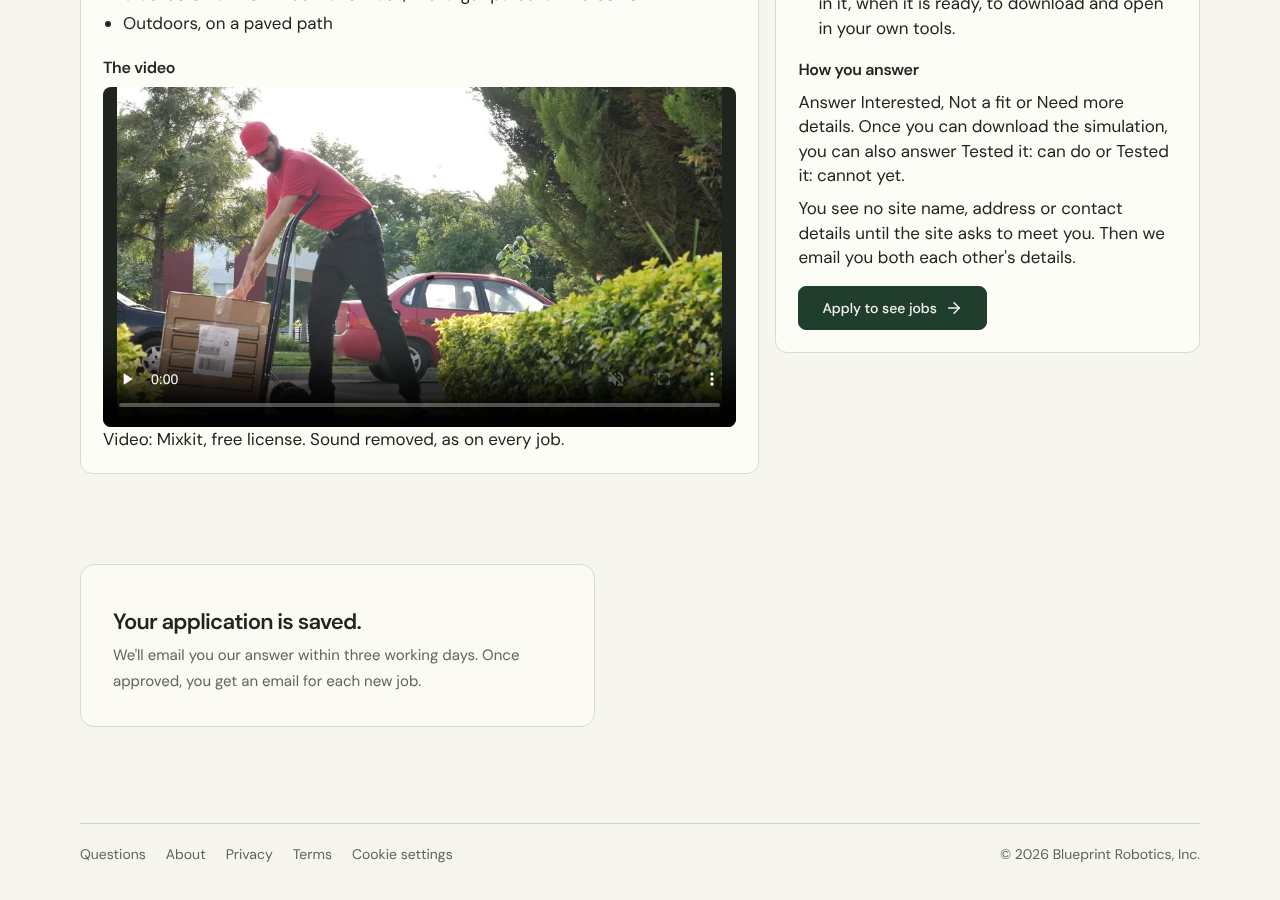 Outdoors, on a paved path
The video
0:00
Video: Mixkit, free license. Sound removed, as on every job.
in it, when it is ready, to download and open
in your own tools.
How you answer
Answer Interested, Not a fit or Need more
details. Once you can download the simulation,
you can also answer Tested it: can do or Tested
it: cannot yet.
You see no site name, address or contact
details until the site asks to meet you. Then we
email you both each other's details.
Apply to see jobs
Your application is saved.
We'll email you our answer within three working days. Once
approved, you get an email for each new job.
Questions About Privacy Terms Cookie settings
© 2026 Blueprint Robotics, Inc.